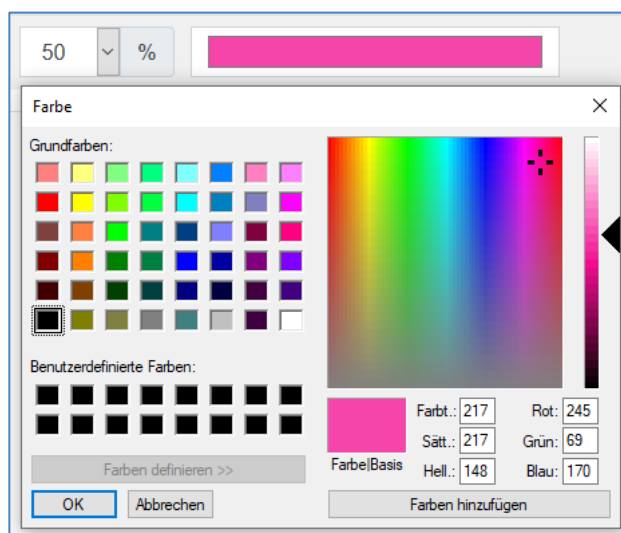 50 %
Farbe
Grundfarben:
Benutzerdefinierte Farben:
Farben definieren >>
OK Abbrechen
Farbe|Basis
Farbt.: 217 Rot: 245
Sätt.: 217 Grün: 69
Hell.: 148 Blau: 170
Farben hinzufügen